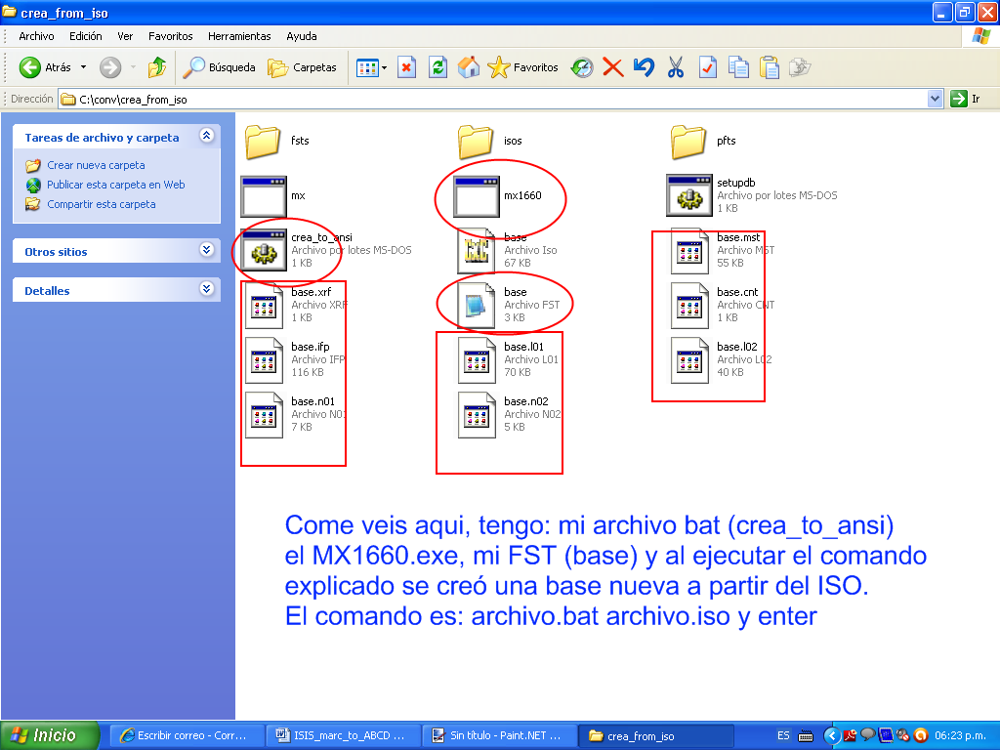 crea_from_iso
Archivo Edición Ver Favoritos Herramientas Ayuda
Atrás Búsqueda Carpetas Favoritos
Dirección C:\conv\crea_from_iso Ir
Tareas de archivo y carpeta
Crear nueva carpeta
Publicar esta carpeta en Web
Compartir esta carpeta
Otros sitios
Detalles
fsts
isos
pfts
mx
mx1660
setupdb
Archivo por lotes MS-DOS
1 KB
crea_to_ansi
Archivo por lotes MS-DOS
1 KB
base
Archivo Iso
67 KB
base.mst
Archivo MST
55 KB
base.xrf
Archivo XRF
1 KB
base
Archivo FST
3 KB
base.cnt
Archivo CNT
1 KB
base.ifp
Archivo IFP
116 KB
base.l01
Archivo L01
70 KB
base.l02
Archivo L02
40 KB
base.n01
Archivo N01
7 KB
base.n02
Archivo N02
5 KB
Come veis aqui, tengo: mi archivo bat (crea_to_ansi)
el MX1660.exe, mi FST (base) y al ejecutar el comando
explicado se creó una base nueva a partir del ISO.
El comando es: archivo.bat archivo.iso y enter
Inicio Escribir correo - Corr... ISIS_marc_to_ABCD ... Sin título - Paint.NET ... crea_from_iso ES 06:23 p.m.